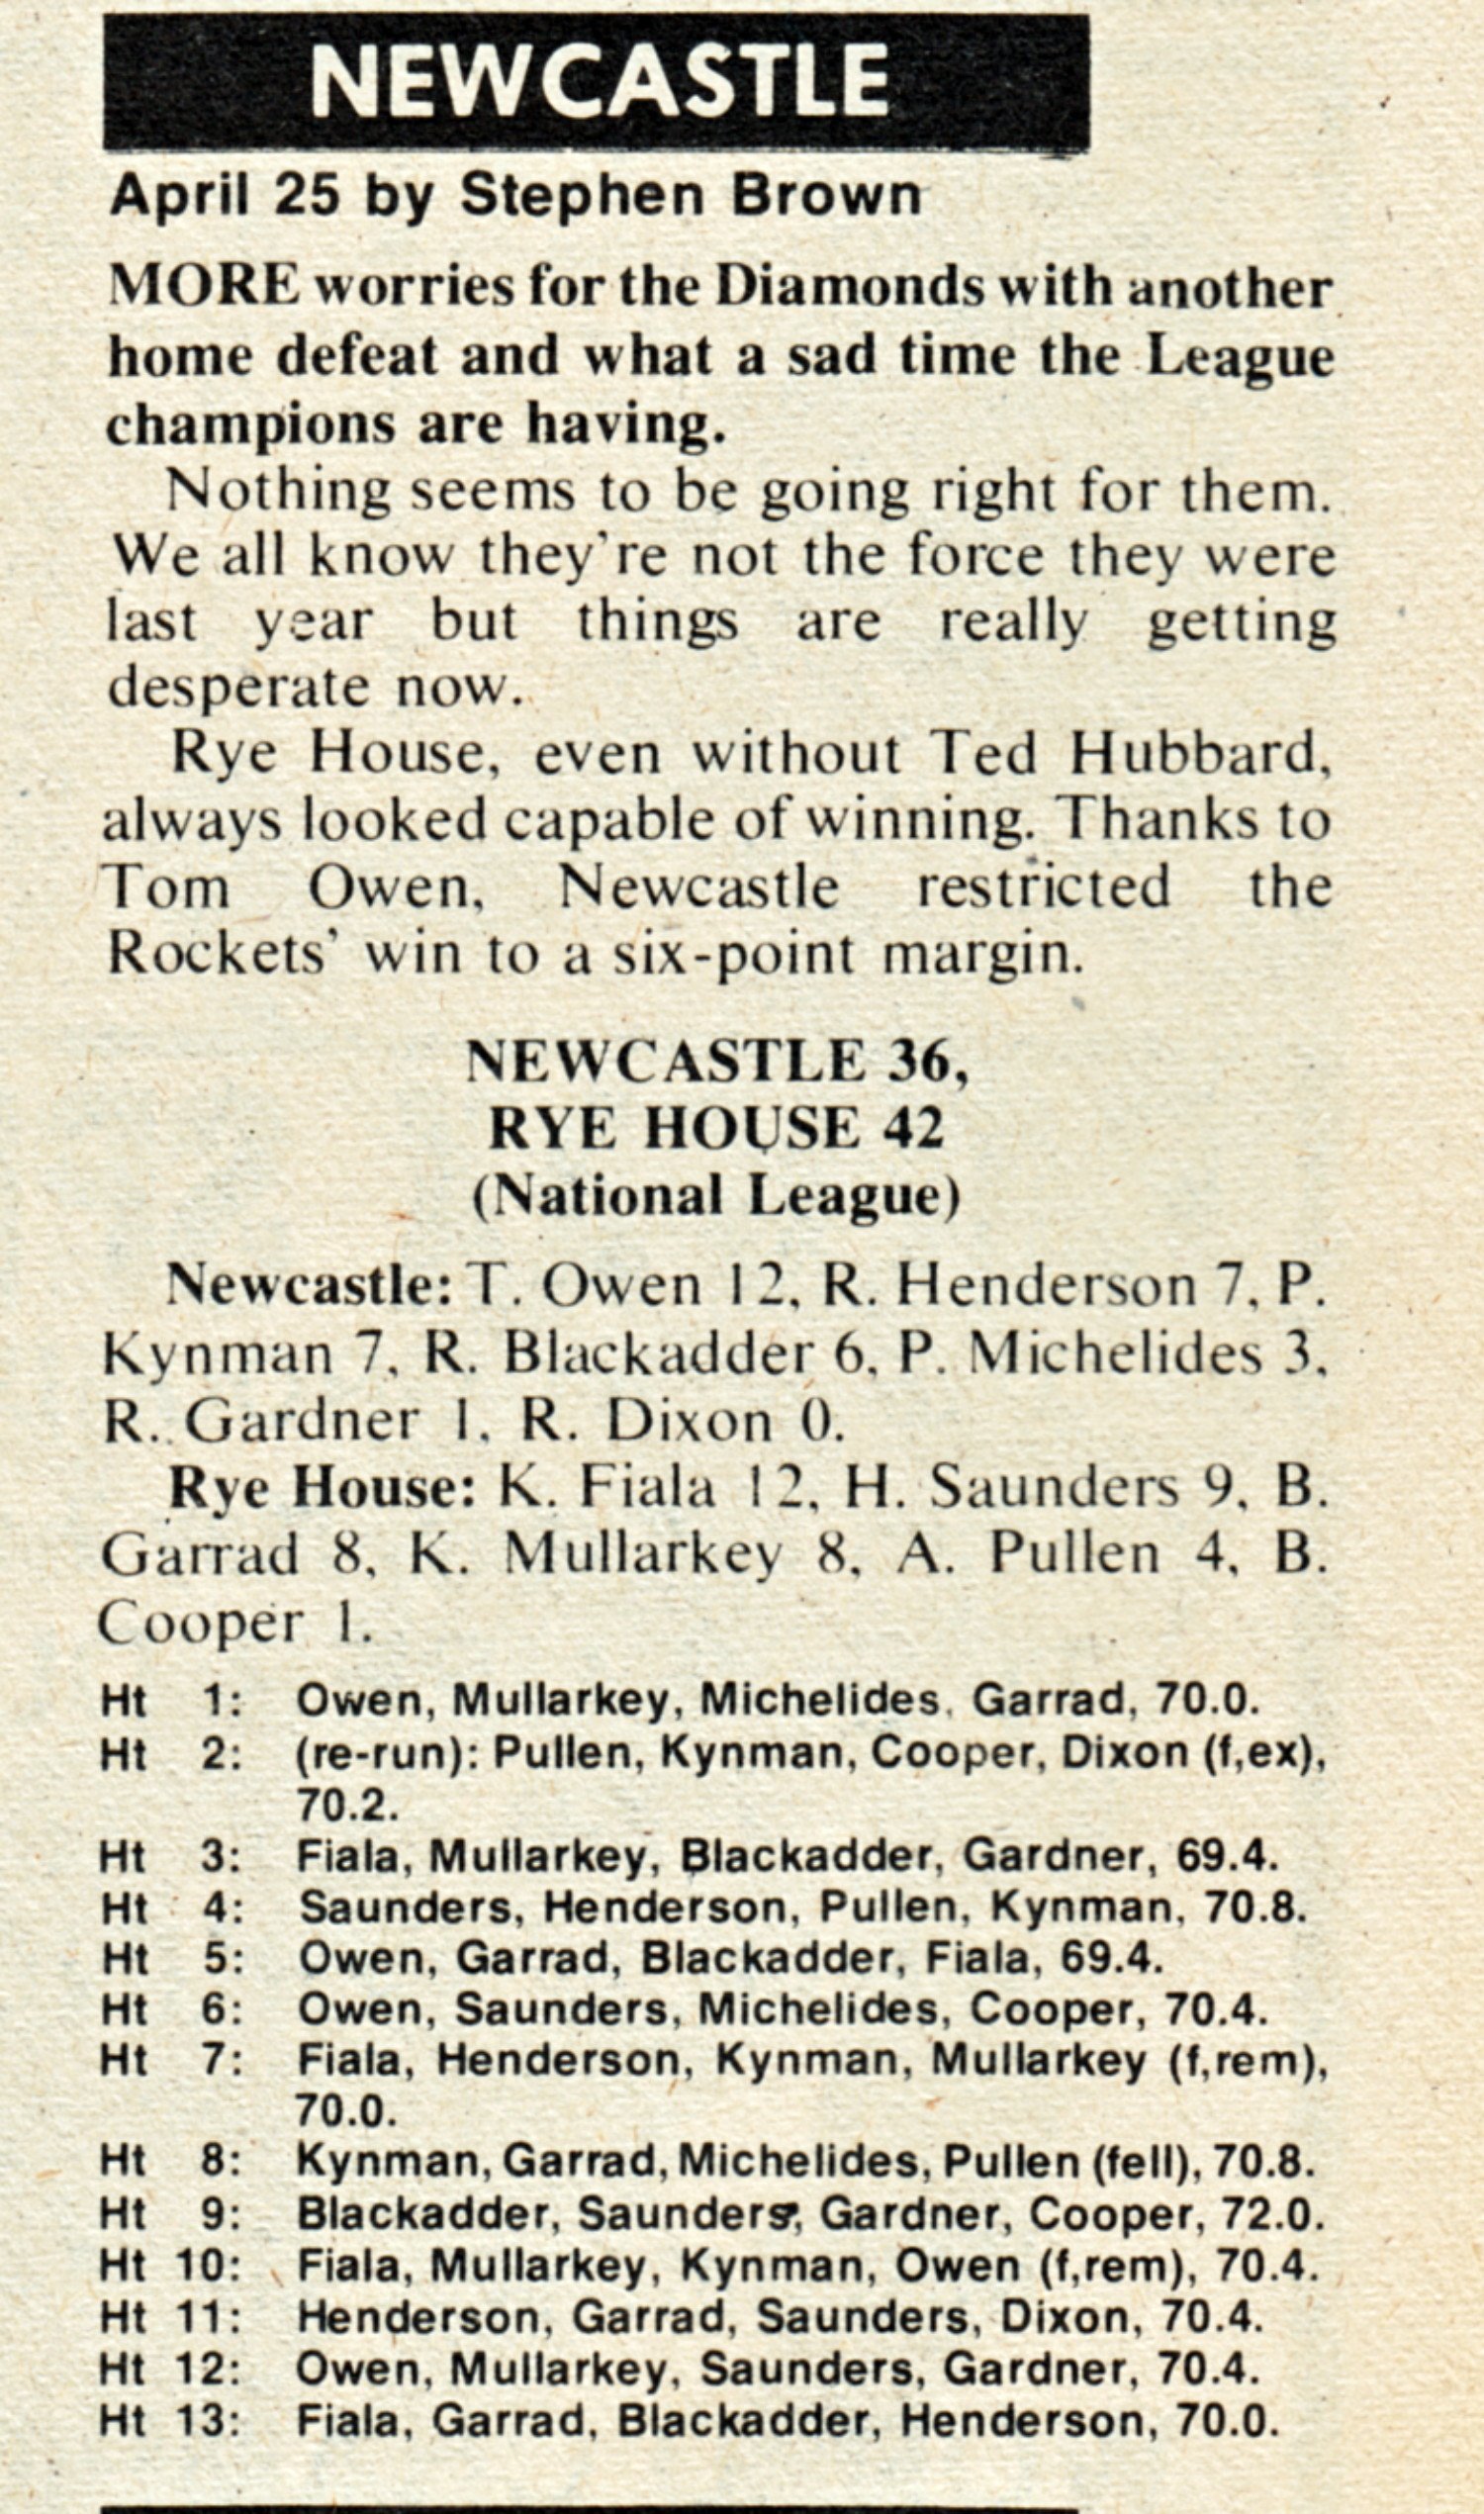 NEWCASTLE
April 25 by Stephen Brown
MORE worries for the Diamonds with another
home defeat and what a sad time the League
champions are having.
Nothing seems to be going right for them.
We all know they're not the force they were
last year but things are really getting
desperate now.
Rye House, even without Ted Hubbard,
always looked capable of winning. Thanks to
Tom Owen, Newcastle restricted the
Rockets' win to a six-point margin.
NEWCASTLE 36,
RYE HOUSE 42
(National League)
Newcastle: T. Owen 12, R. Henderson 7, P.
Kynman 7, R. Blackadder 6, P. Michelides 3,
R. Gardner 1, R. Dixon 0.
Rye House: K. Fiala 12, H. Saunders 9, B.
Garrad 8, K. Mullarkey 8, A. Pullen 4, B.
Cooper 1.
Ht 1: Owen, Mullarkey, Michelides, Garrad, 70.0.
Ht 2: (re-run): Pullen, Kynman, Cooper, Dixon (f,ex),
70.2.
Ht 3: Fiala, Mullarkey, Blackadder, Gardner, 69.4.
Ht 4: Saunders, Henderson, Pullen, Kynman, 70.8.
Ht 5: Owen, Garrad, Blackadder, Fiala, 69.4.
Ht 6: Owen, Saunders, Michelides, Cooper, 70.4.
Ht 7: Fiala, Henderson, Kynman, Mullarkey (f,rem),
70.0.
Ht 8: Kynman, Garrad, Michelides, Pullen (fell), 70.8.
Ht 9: Blackadder, Saunders, Gardner, Cooper, 72.0.
Ht 10: Fiala, Mullarkey, Kynman, Owen (f,rem), 70.4.
Ht 11: Henderson, Garrad, Saunders, Dixon, 70.4.
Ht 12: Owen, Mullarkey, Saunders, Gardner, 70.4.
Ht 13: Fiala, Garrad, Blackadder, Henderson, 70.0.